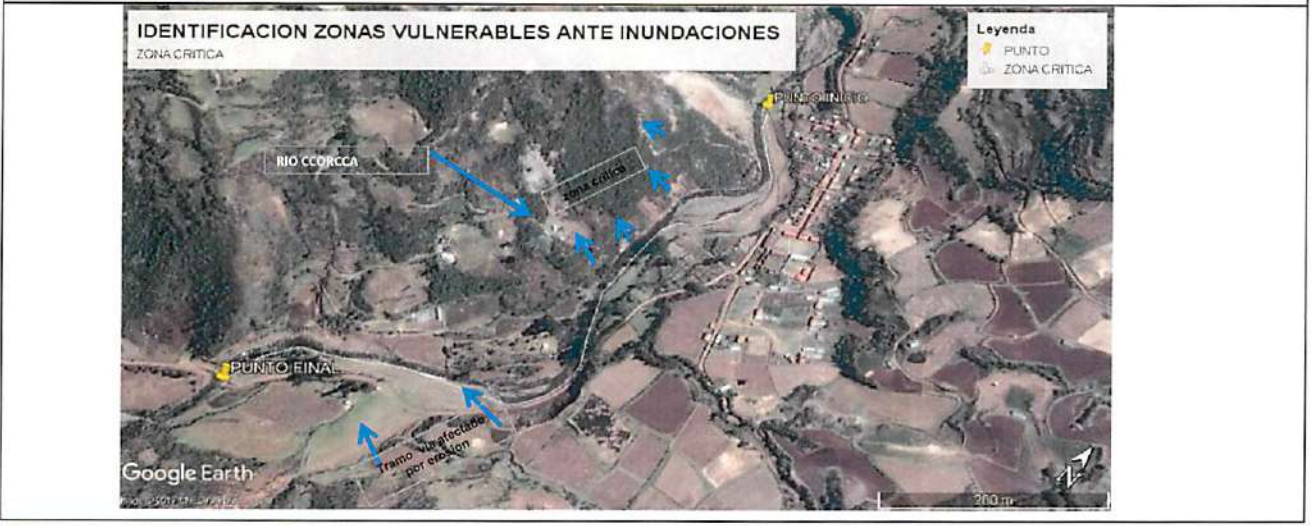 IDENTIFICACION ZONAS VULNERABLES ANTE INUNDACIONES
ZONA CRITICA
Leyenda
PUNTO
ZONA CRITICA
PUNTO INICIO
RIO CCORCCA
zona critica
PUNTO FINAL
Tramo via afectado
por erosion
Google Earth
200 m
N